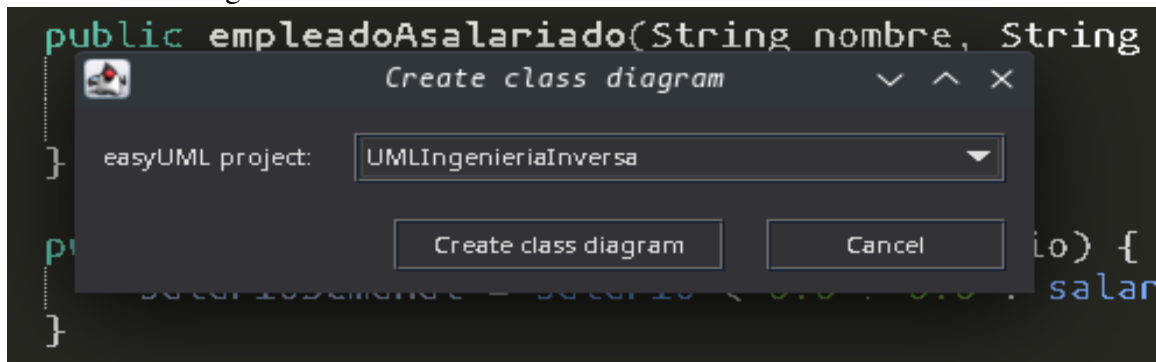 public empleadoAsalariado(String nombre, String
Create class diagram
}
easyUML project: UMLIngenieriaInversa
Create class diagram Cancel
io) {
salar
}